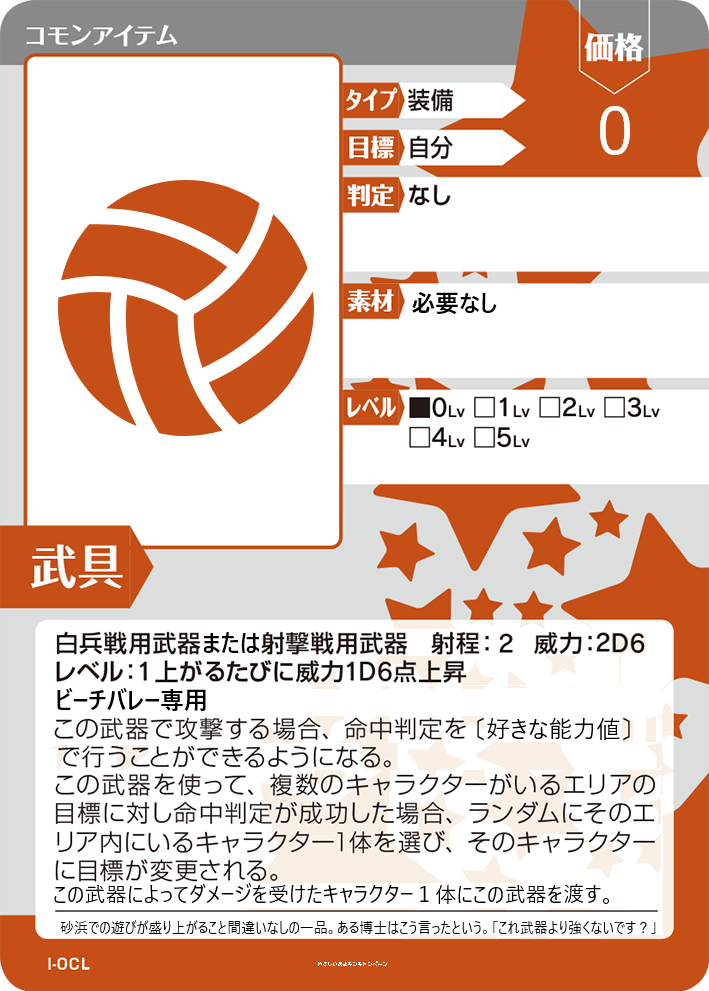 コモンアイテム
価格
0
タイプ 装備
目標 自分
判定 なし
素材 必要なし
レベル ■0Lv □1Lv □2Lv □3Lv
□4Lv □5Lv
武具
白兵戦用武器または射撃戦用武器　射程：2　威力：2D6
レベル：1上がるたびに威力1D6点上昇
ビーチバレー専用
この武器で攻撃する場合、命中判定を〔好きな能力値〕
で行うことができるようになる。
この武器を使って、複数のキャラクターがいるエリアの
目標に対し命中判定が成功した場合、ランダムにそのエ
リア内にいるキャラクター1体を選び、そのキャラクター
に目標が変更される。
この武器によってダメージを受けたキャラクター１体にこの武器を渡す。
砂浜での遊びが盛り上がること間違いなしの一品。ある博士はこう言ったという。「これ武器より強くないです？」
I-OCL